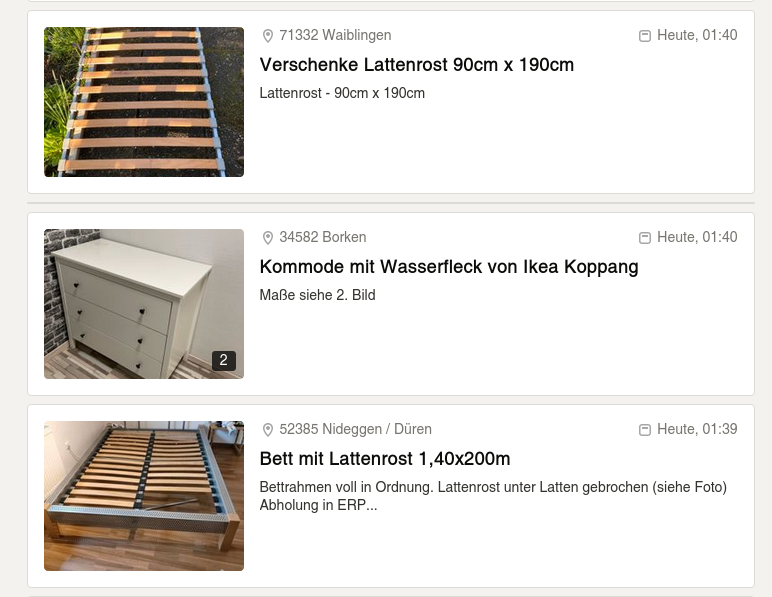 71332 Waiblingen
Heute, 01:40
Verschenke Lattenrost 90cm x 190cm
Lattenrost - 90cm x 190cm
34582 Borken
Heute, 01:40
Kommode mit Wasserfleck von Ikea Koppang
Maße siehe 2. Bild
2
52385 Nideggen / Düren
Heute, 01:39
Bett mit Lattenrost 1,40x200m
Bettrahmen voll in Ordnung. Lattenrost unter Latten gebrochen (siehe Foto)
Abholung in ERP...